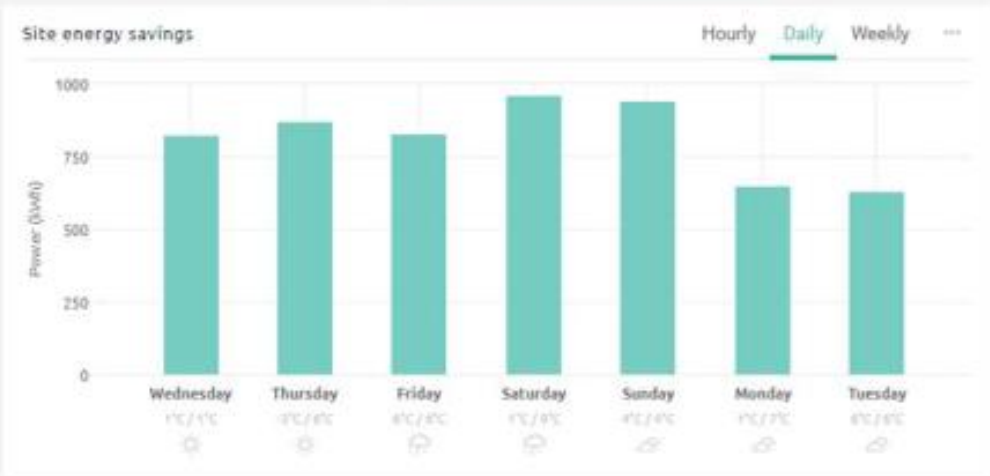 Site energy savings
Hourly Daily Weekly ...
1000
750
500
250
0
Power (kWh)
Wednesday Thursday Friday Saturday Sunday Monday Tuesday